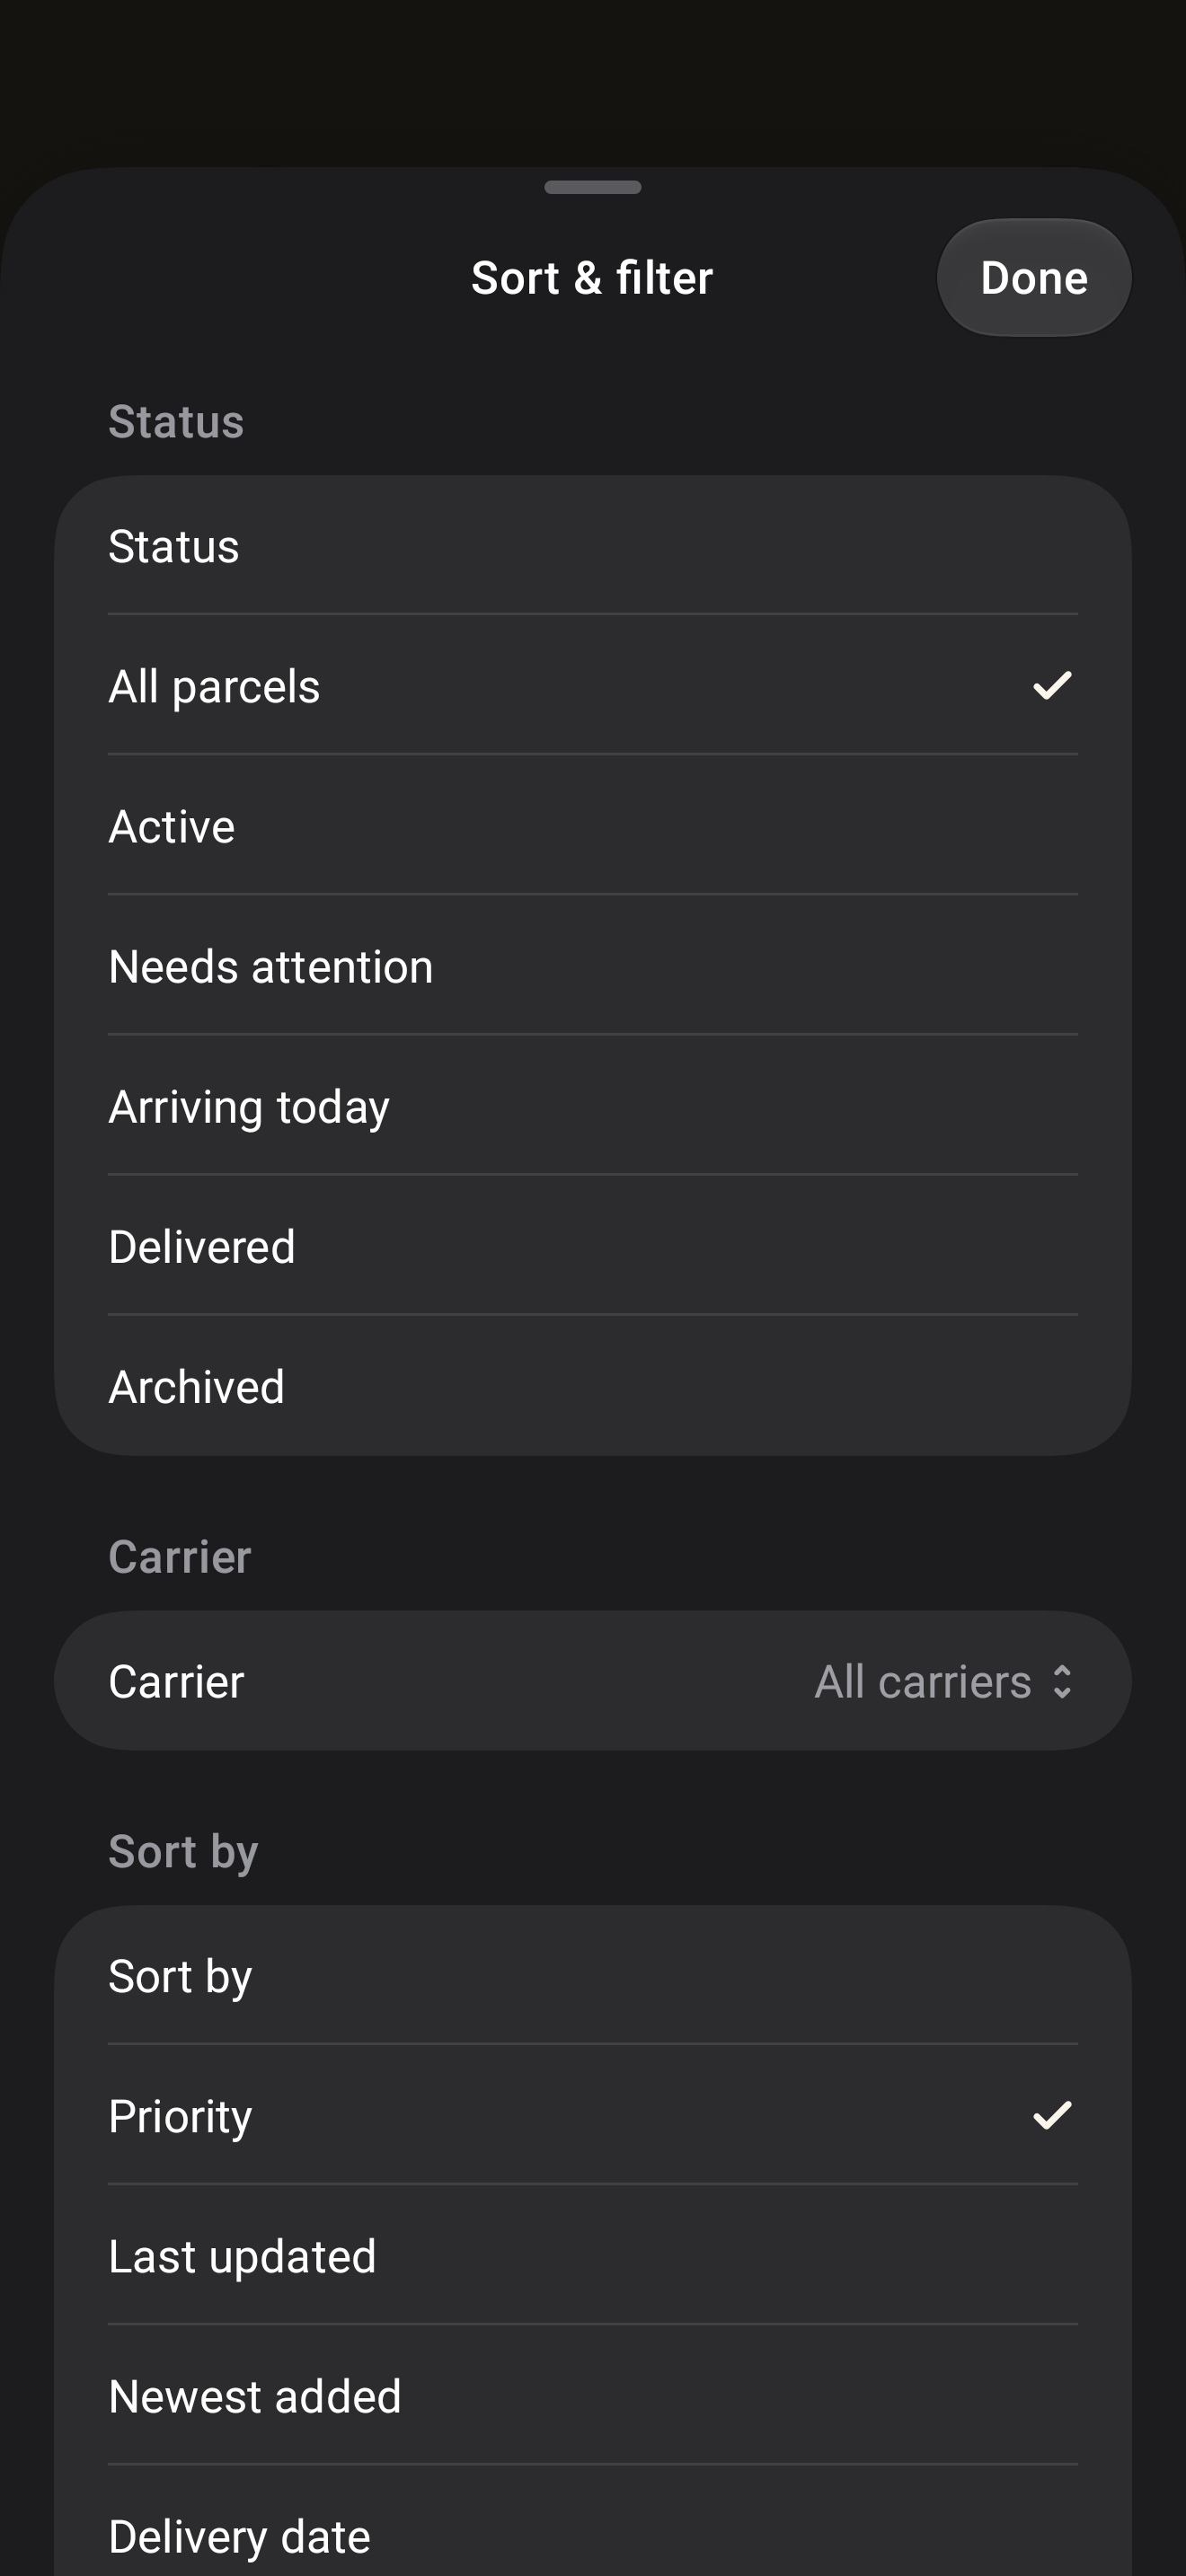 Sort & filter
Done
Status
Status
All parcels
Active
Needs attention
Arriving today
Delivered
Archived
Carrier
Carrier All carriers
Sort by
Sort by
Priority
Last updated
Newest added
Delivery date